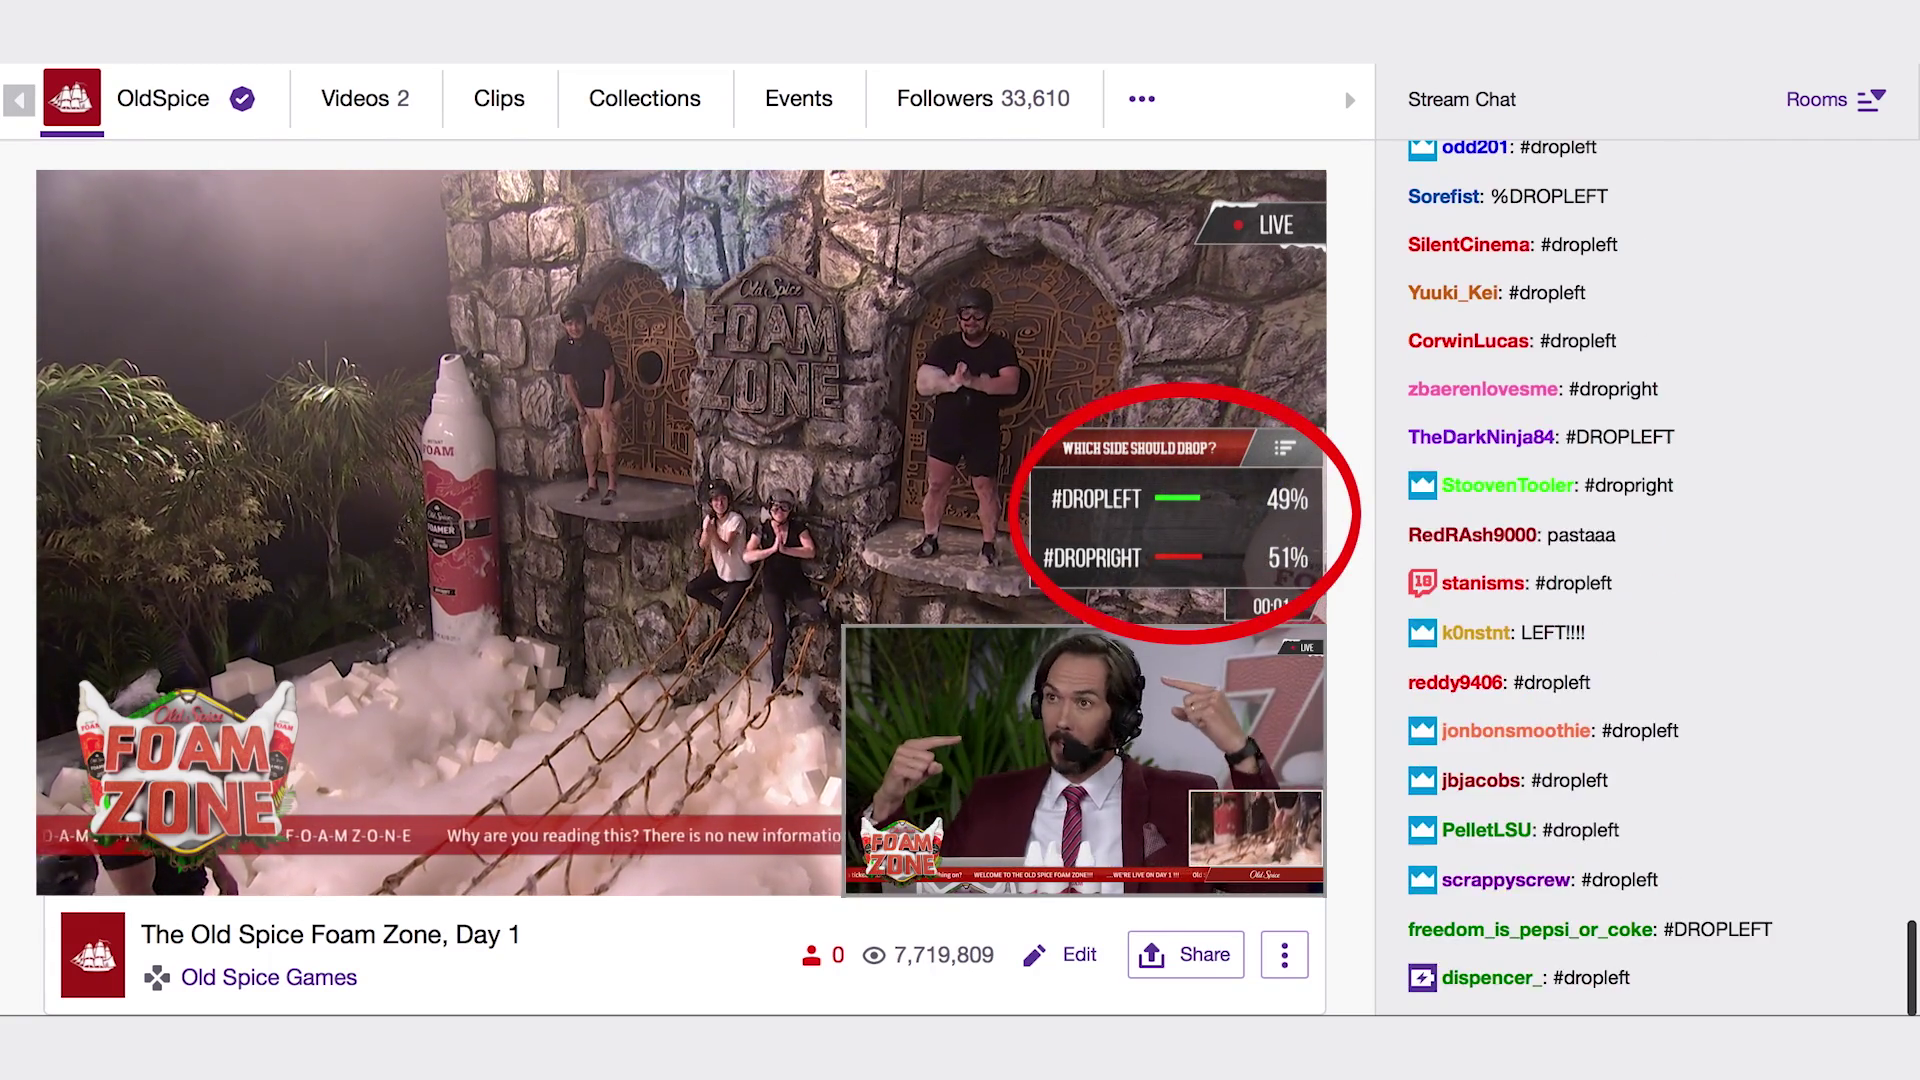 OldSpice
Videos 2
Clips
Collections
Events
Followers 33,610
Stream Chat
Rooms
LIVE
Old Spice
FOAM
ZONE
WHICH SIDE SHOULD DROP?
#DROPLEFT 49%
#DROPRIGHT 51%
00:01
FOAM
Old Spice
FOAMER
LIVE
Old Spice
FOAM
ZONE
F-O-A-M Z-O-N-E Why are you reading this? There is no new informatio
FOAM
ZONE
WELCOME TO THE OLD SPICE FOAM ZONE!!! ....WE'RE LIVE ON DAY 1 !!! Old Spice
The Old Spice Foam Zone, Day 1
Old Spice Games
0
7,719,809
Edit
Share
odd201: #dropleft
Sorefist: %DROPLEFT
SilentCinema: #dropleft
Yuuki_Kei: #dropleft
CorwinLucas: #dropleft
zbaerenlovesme: #dropright
TheDarkNinja84: #DROPLEFT
StoovenTooler: #dropright
RedRAsh9000: pastaaa
18 stanisms: #dropleft
k0nstnt: LEFT!!!!
reddy9406: #dropleft
jonbonsmoothie: #dropleft
jbjacobs: #dropleft
PelletLSU: #dropleft
scrappyscrew: #dropleft
freedom_is_pepsi_or_coke: #DROPLEFT
dispencer_: #dropleft